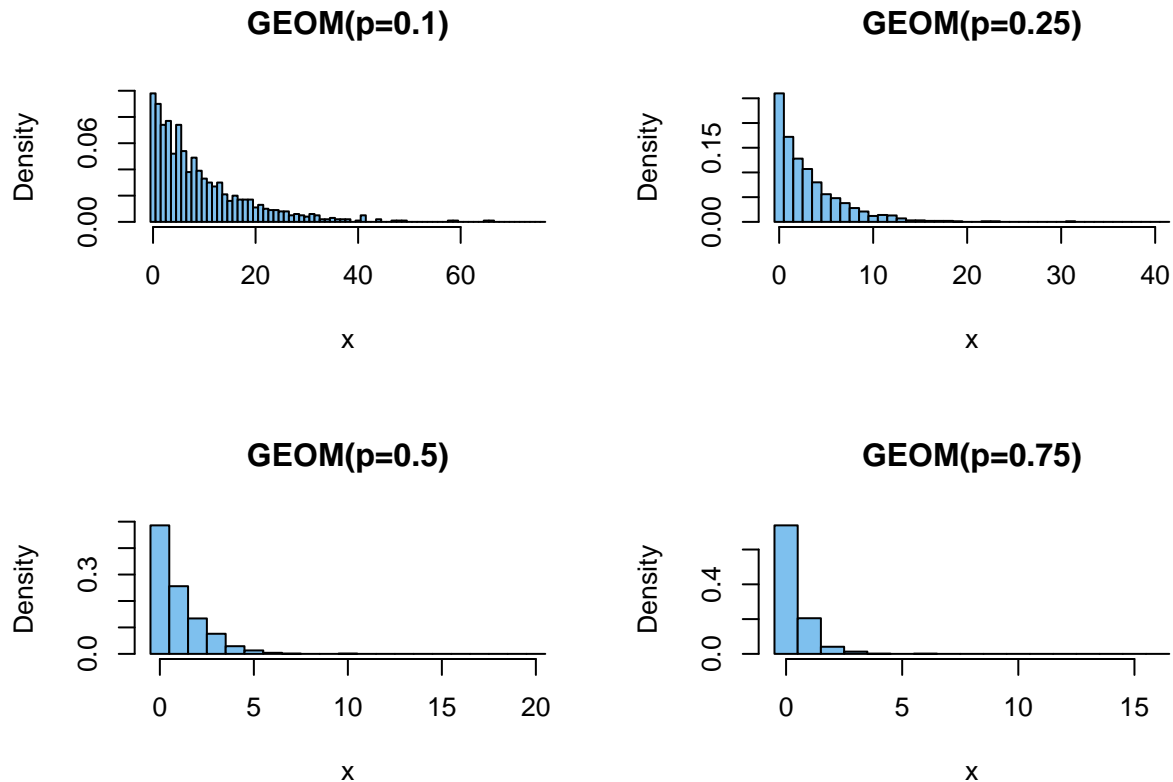 GEOM(p=0.1)
Density
0.00 0.06
0 20 40 60
x
GEOM(p=0.25)
Density
0.00 0.15
0 10 20 30 40
x
GEOM(p=0.5)
Density
0.0 0.3
0 5 10 15 20
x
GEOM(p=0.75)
Density
0.0 0.4
0 5 10 15
x